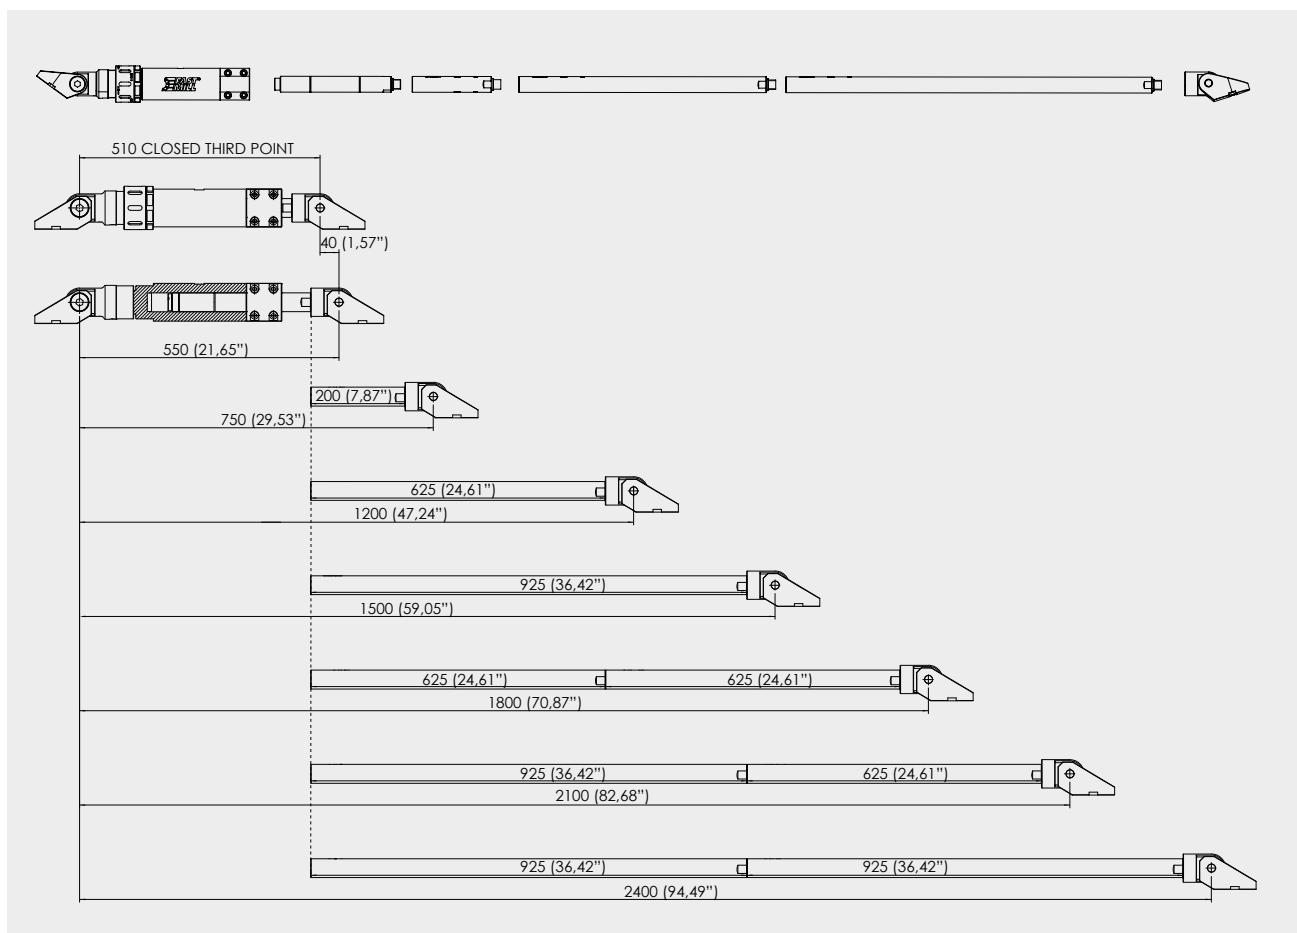 FAST
MILL
510 CLOSED THIRD POINT
40 (1,57”)
550 (21,65”)
200 (7,87”)
750 (29,53”)
625 (24,61”)
1200 (47,24”)
925 (36,42”)
1500 (59,05”)
625 (24,61”) 625 (24,61”)
1800 (70,87”)
925 (36,42”) 625 (24,61”)
2100 (82,68”)
925 (36,42”) 925 (36,42”)
2400 (94,49”)